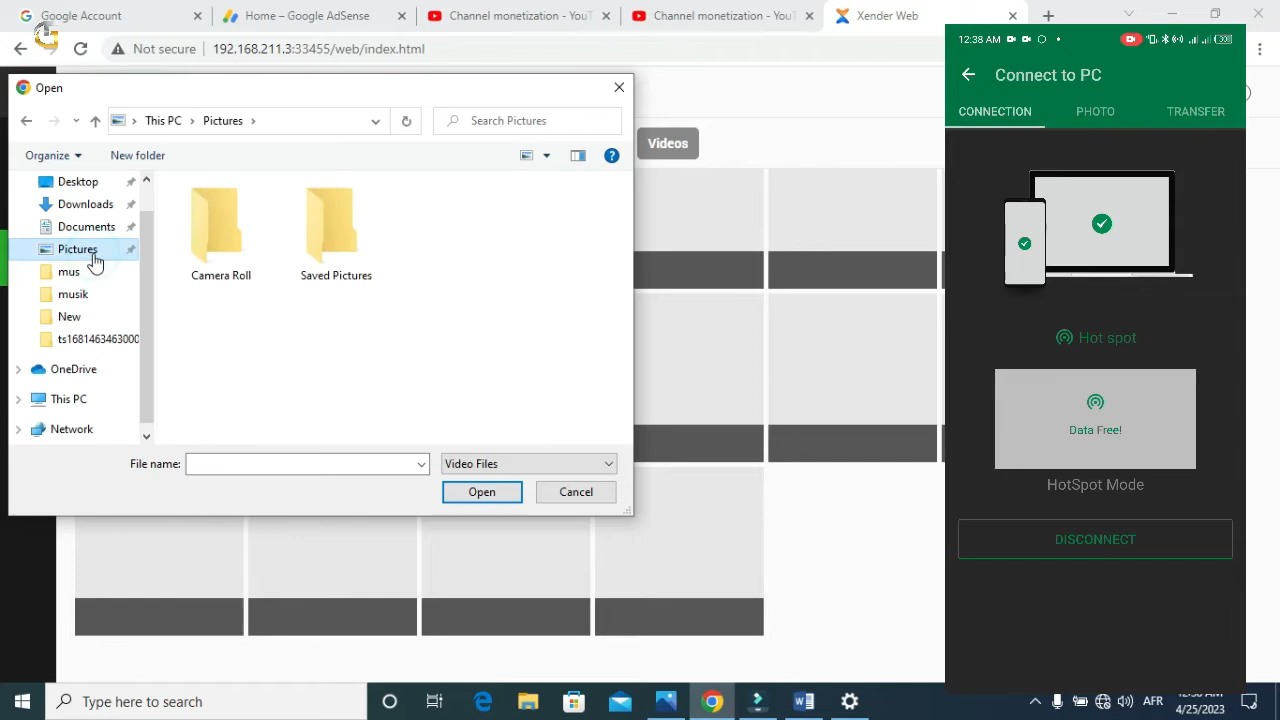 Google
Home – Google AdSense
Channel monetization - YouT
Channel monetization - YouT
Xender Web
Not secure
192.168.211.3:33455/web/index.html
Open
This PC
Pictures
Search Pictures
Organize
New folder
Desktop
Downloads
Documents
Pictures
mus
musik
New
ts1681463463000
OneDrive
This PC
Network
Camera Roll
Saved Pictures
File name:
Video Files
Open
Cancel
Videos
12:38 AM
Connect to PC
CONNECTION
PHOTO
TRANSFER
Hot spot
Data Free!
HotSpot Mode
DISCONNECT
Type here to search
AFR
4/25/2023